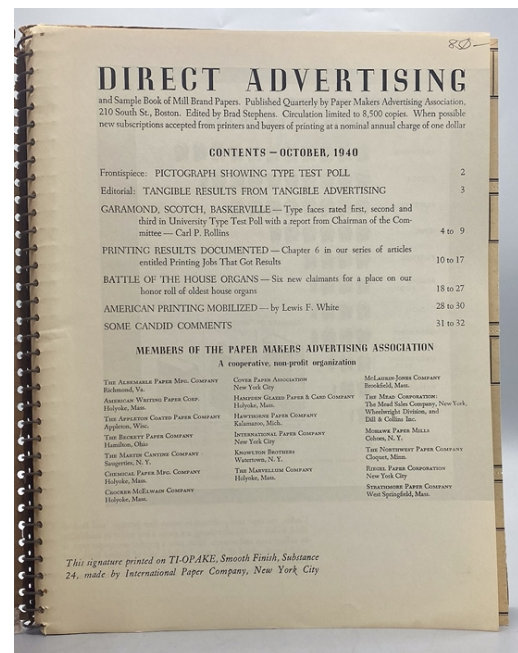 80-
DIRECT ADVERTISING
and Sample Book of Mill Brand Papers. Published Quarterly by Paper Makers Advertising Association,
210 South St., Boston. Edited by Brad Stephens. Circulation limited to 8,500 copies. When possible
new subscriptions accepted from printers and buyers of printing at a nominal annual charge of one dollar
CONTENTS — OCTOBER, 1940
Frontispiece: PICTOGRAPH SHOWING TYPE TEST POLL 2
Editorial: TANGIBLE RESULTS FROM TANGIBLE ADVERTISING 3
GARAMOND, SCOTCH, BASKERVILLE — Type faces rated first, second and
third in University Type Test Poll with a report from Chairman of the Com-
mittee — Carl P. Rollins 4 to 9
PRINTING RESULTS DOCUMENTED — Chapter 6 in our series of articles
entitled Printing Jobs That Got Results 10 to 17
BATTLE OF THE HOUSE ORGANS — Six new claimants for a place on our
honor roll of oldest house organs 18 to 27
AMERICAN PRINTING MOBILIZED — by Lewis F. White 28 to 30
SOME CANDID COMMENTS 31 to 32
MEMBERS OF THE PAPER MAKERS ADVERTISING ASSOCIATION
A cooperative, non-profit organization
THE ALBEMARLE PAPER MFG. COMPANY
Richmond, Va.
AMERICAN WRITING PAPER CORP.
Holyoke, Mass.
THE APPLETON COATED PAPER COMPANY
Appleton, Wisc.
THE BECKETT PAPER COMPANY
Hamilton, Ohio
THE MARTIN CANTINE COMPANY
Saugerties, N. Y.
CHEMICAL PAPER MFG. COMPANY
Holyoke, Mass.
CROCKER MCELWAIN COMPANY
Holyoke, Mass.
COVER PAPER ASSOCIATION
New York City
HAMPDEN GLAZED PAPER & CARD COMPANY
Holyoke, Mass.
HAWTHORNE PAPER COMPANY
Kalamazoo, Mich.
INTERNATIONAL PAPER COMPANY
New York City
KNOWLTON BROTHERS
Watertown, N. Y.
THE MARVELLUM COMPANY
Holyoke, Mass.
MCLAURIN-JONES COMPANY
Brookfield, Mass.
THE MEAD CORPORATION:
The Mead Sales Company, New York,
Wheelwright Division, and
Dill & Collins Inc.
MOHAWK PAPER MILLS
Cohoes, N. Y.
THE NORTHWEST PAPER COMPANY
Cloquet, Minn.
RIEGEL PAPER CORPORATION
New York City
STRATHMORE PAPER COMPANY
West Springfield, Mass.
This signature printed on TI-OPAKE, Smooth Finish, Substance
24, made by International Paper Company, New York City